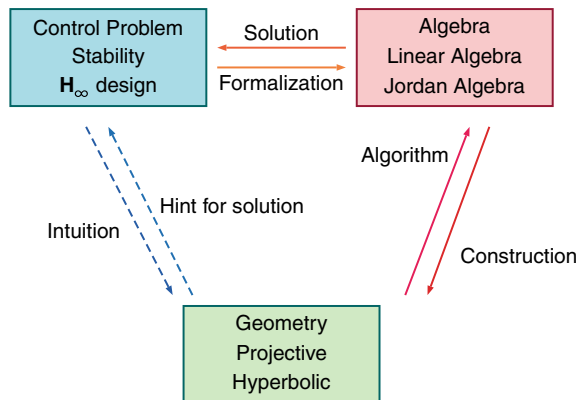 Control Problem
Stability
H∞ design
Solution
Formalization
Algebra
Linear Algebra
Jordan Algebra
Intuition
Hint for solution
Algorithm
Construction
Geometry
Projective
Hyperbolic